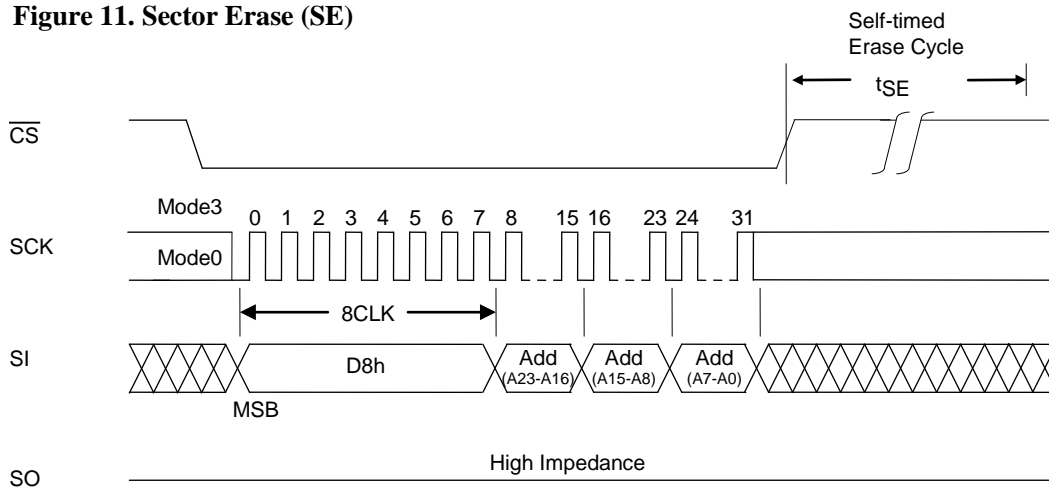 Figure 11. Sector Erase (SE)
Self-timed
Erase Cycle
tSE
CS
Mode3
0 1 2 3 4 5 6 7 8 15 16 23 24 31
SCK
Mode0
8CLK
SI
D8h
Add
(A23-A16)
Add
(A15-A8)
Add
(A7-A0)
MSB
High Impedance
SO